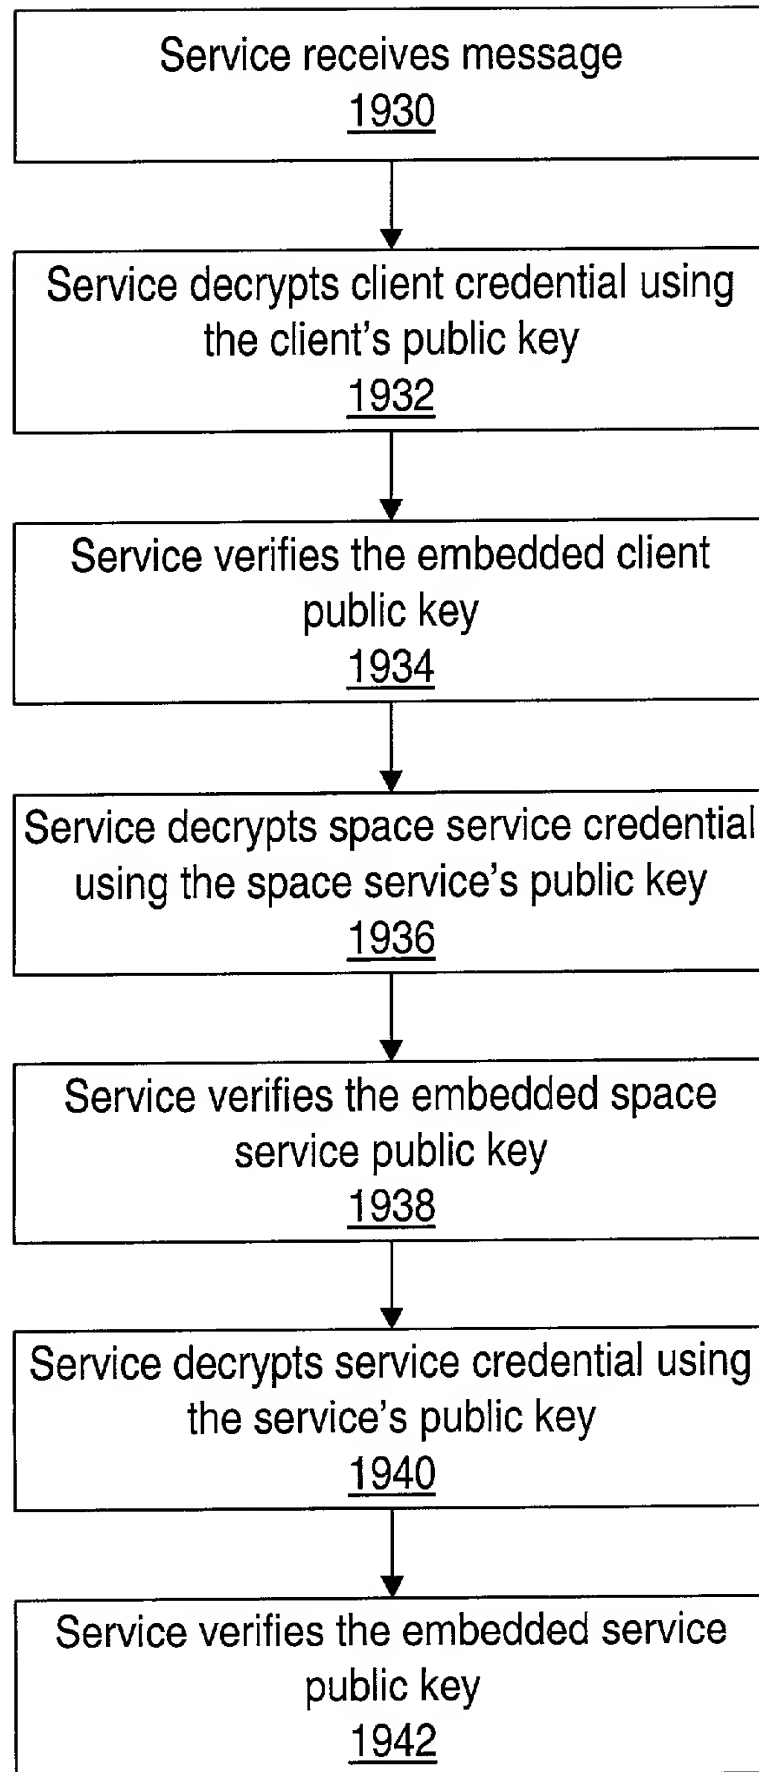 Service receives message
1930
Service decrypts client credential using
the client's public key
1932
Service verifies the embedded client
public key
1934
Service decrypts space service credential
using the space service's public key
1936
Service verifies the embedded space
service public key
1938
Service decrypts service credential using
the service's public key
1940
Service verifies the embedded service
public key
1942